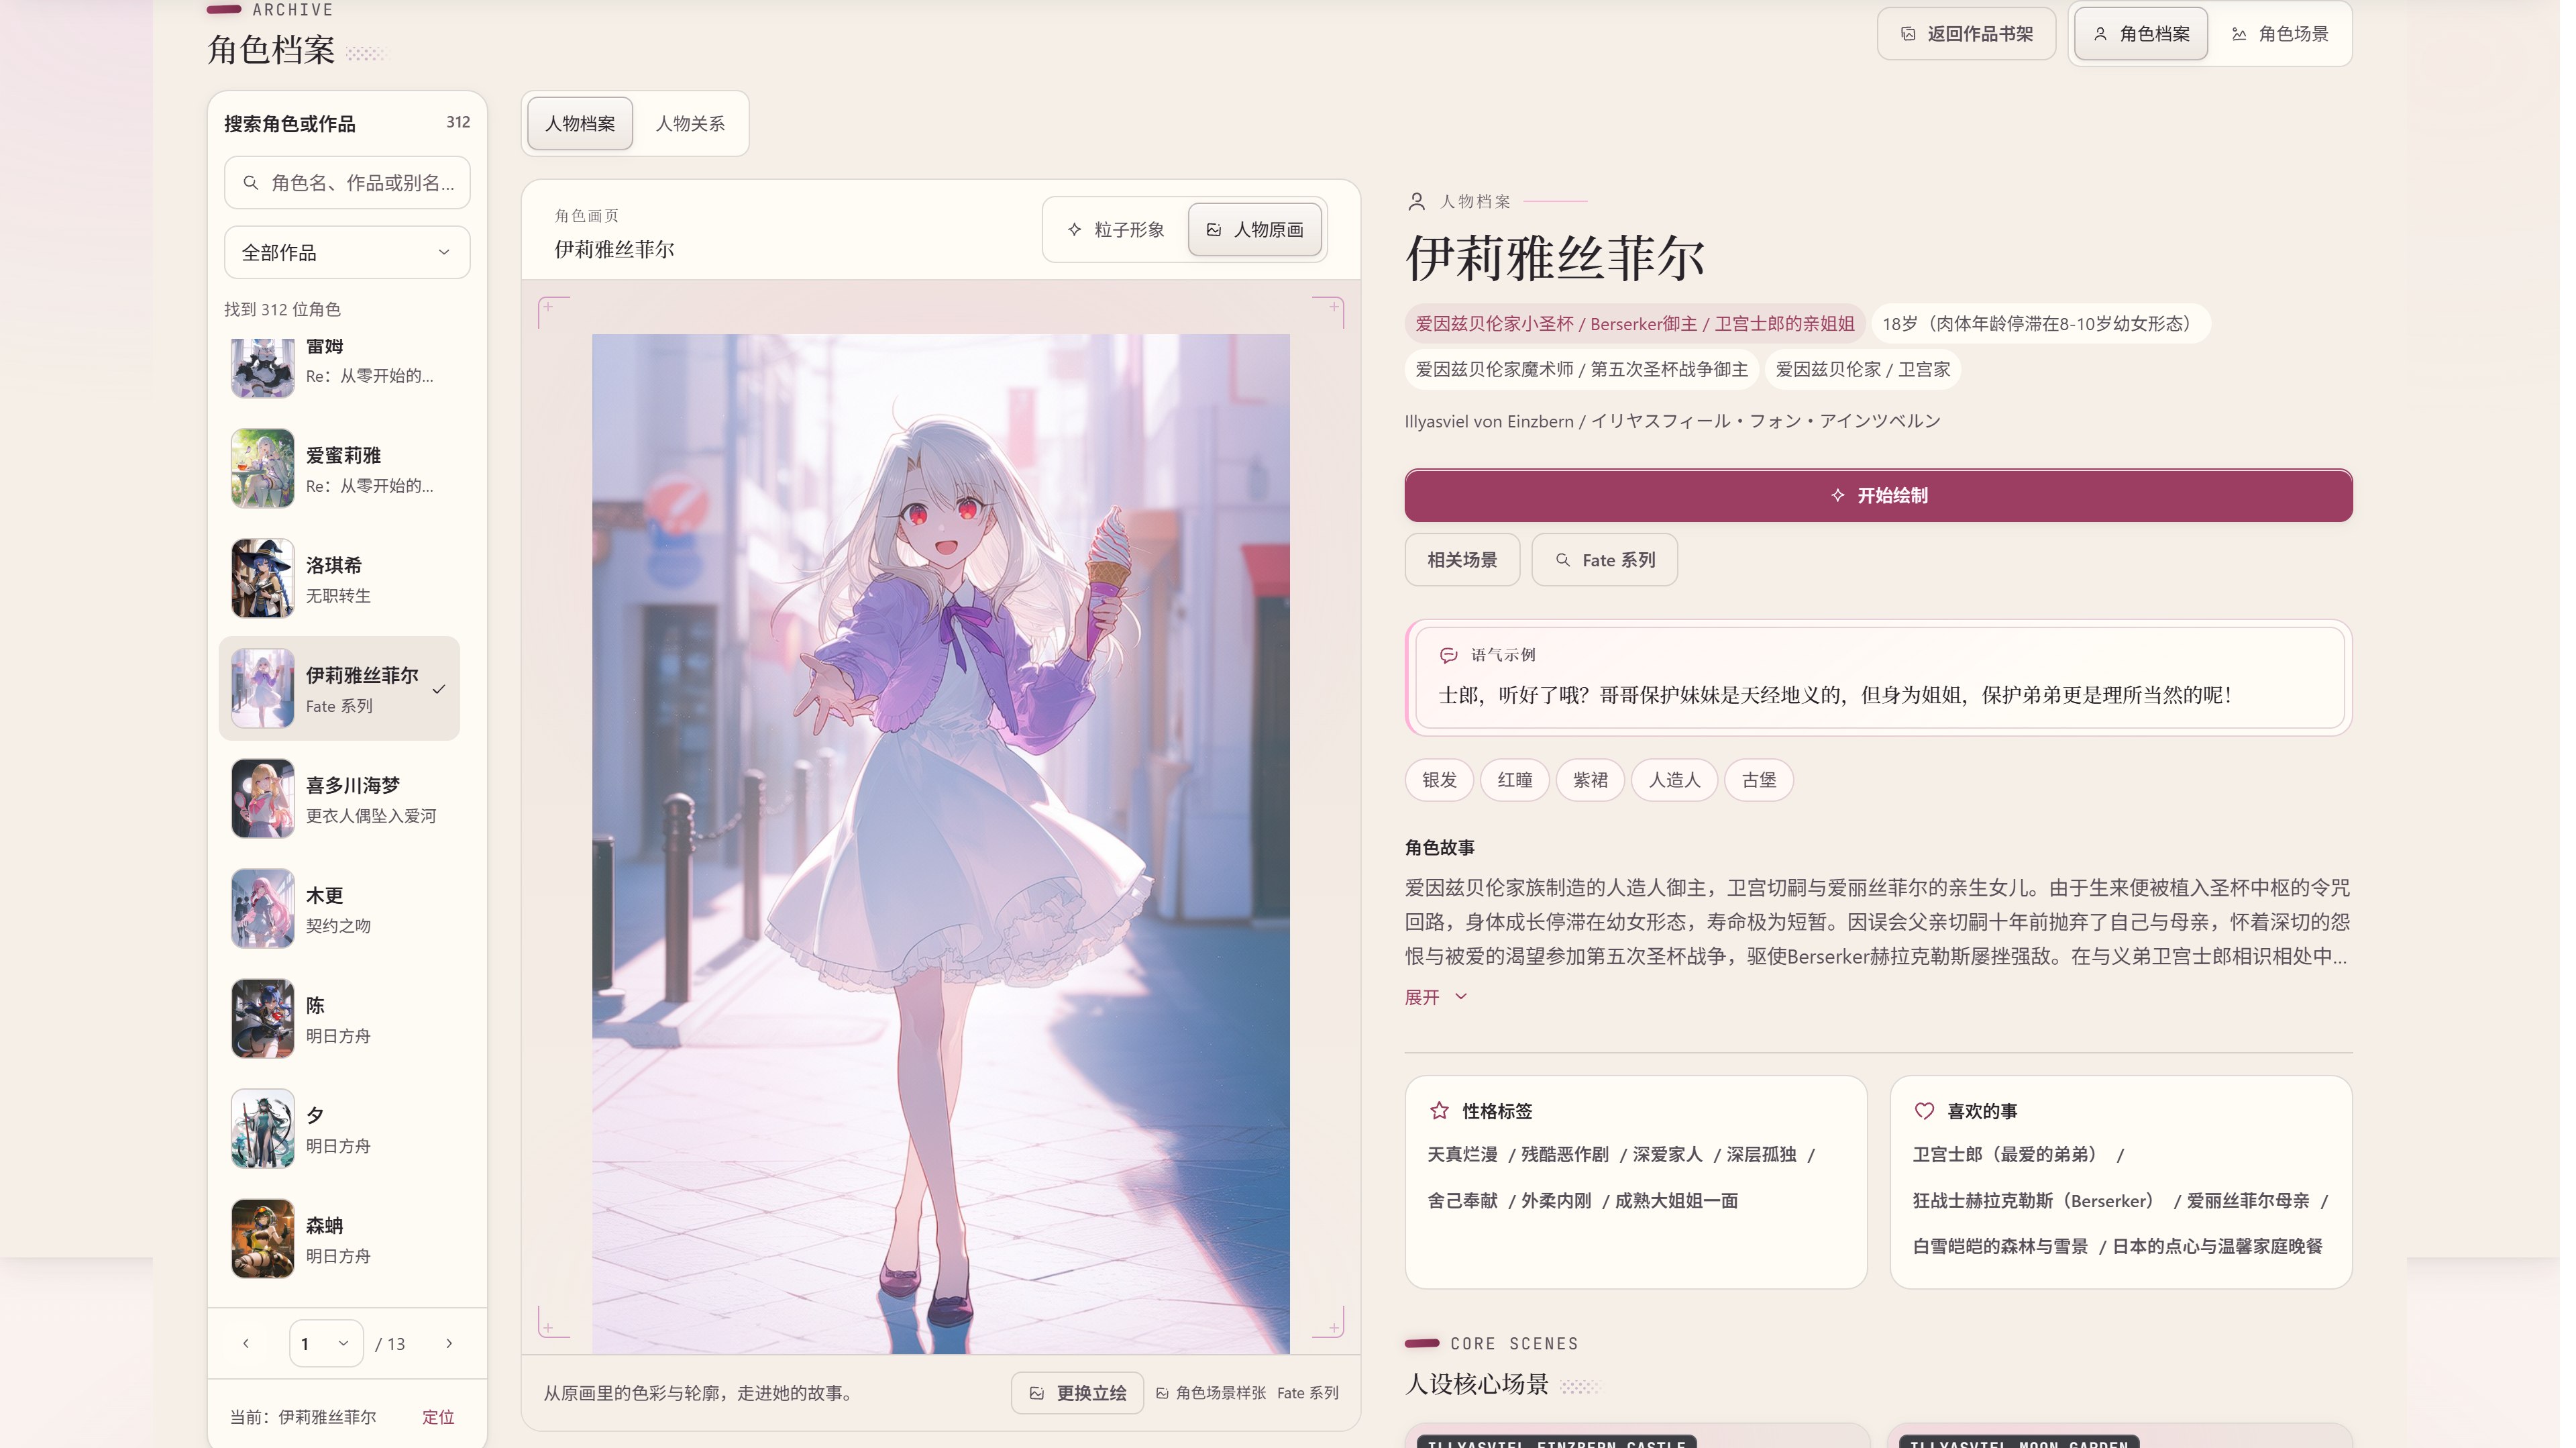 ARCHIVE
角色档案
返回作品书架
角色档案
角色场景
搜索角色或作品
312
角色名、作品或别名...
全部作品
找到 312 位角色
雷姆
Re：从零开始的...
爱蜜莉雅
Re：从零开始的...
洛琪希
无职转生
伊莉雅丝菲尔
Fate 系列
喜多川海梦
更衣人偶坠入爱河
木更
契约之吻
陈
明日方舟
夕
明日方舟
森蚺
明日方舟
1
/ 13
当前：伊莉雅丝菲尔
定位
人物档案
人物关系
角色画页
伊莉雅丝菲尔
粒子形象
人物原画
从原画里的色彩与轮廓，走进她的故事。
更换立绘
角色场景样张
Fate 系列
人物档案
伊莉雅丝菲尔
爱因兹贝伦家小圣杯 / Berserker御主 / 卫宫士郎的亲姐姐
18岁（肉体年龄停滞在8-10岁幼女形态）
爱因兹贝伦家魔术师 / 第五次圣杯战争御主
爱因兹贝伦家 / 卫宫家
Illyasviel von Einzbern / イリヤスフィール・フォン・アインツベルン
开始绘制
相关场景
Fate 系列
语气示例
士郎，听好了哦？哥哥保护妹妹是天经地义的，但身为姐姐，保护弟弟更是理所当然的呢！
银发
红瞳
紫裙
人造人
古堡
角色故事
爱因兹贝伦家族制造的人造人御主，卫宫切嗣与爱丽丝菲尔的亲生女儿。由于生来便被植入圣杯中枢的令咒
回路，身体成长停滞在幼女形态，寿命极为短暂。因误会父亲切嗣十年前抛弃了自己与母亲，怀着深切的怨
恨与被爱的渴望参加第五次圣杯战争，驱使Berserker赫拉克勒斯屡挫强敌。在与义弟卫宫士郎相识相处中...
展开
性格标签
天真烂漫 / 残酷恶作剧 / 深爱家人 / 深层孤独 /
舍己奉献 / 外柔内刚 / 成熟大姐姐一面
喜欢的事
卫宫士郎（最爱的弟弟） /
狂战士赫拉克勒斯（Berserker） / 爱丽丝菲尔母亲 /
白雪皑皑的森林与雪景 / 日本的点心与温馨家庭晚餐
CORE SCENES
人设核心场景
ILLYASVIEL EINZBERN CASTLE
ILLYASVIEL MOON GARDEN